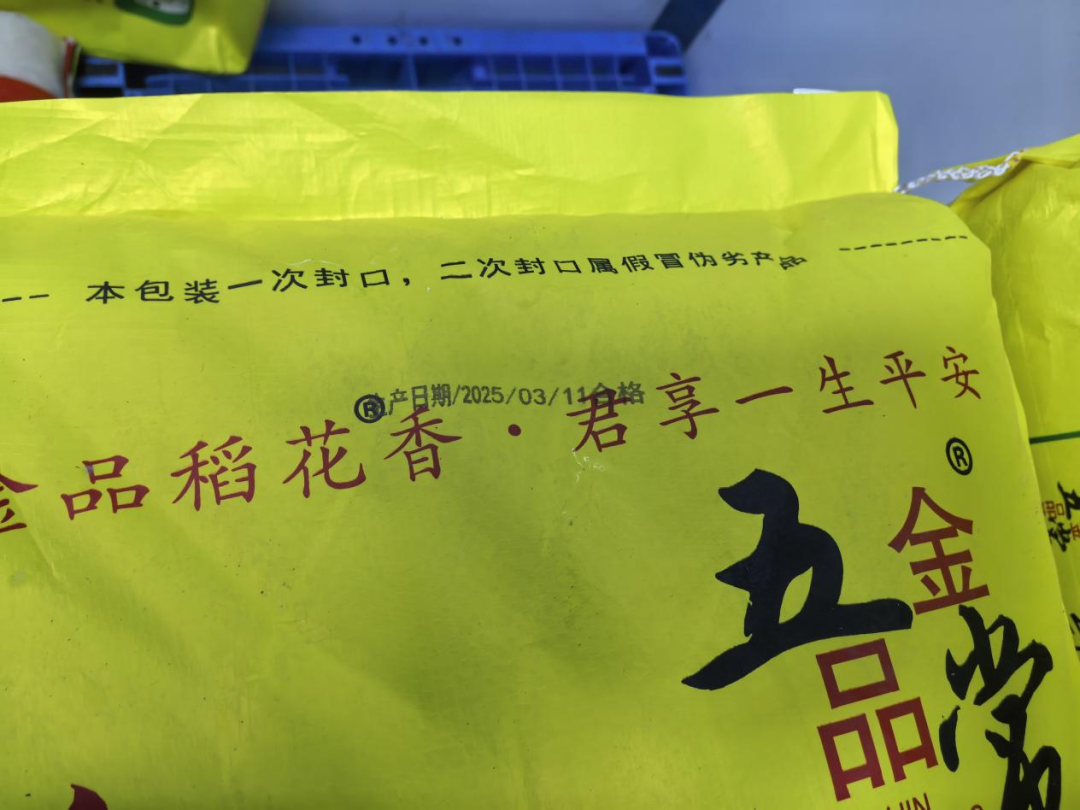 本包装一次封口，二次封口属假冒伪劣产品
生产日期/2025/03/11合格
®
金品稻花香·君享一生平安
®
五常
金品